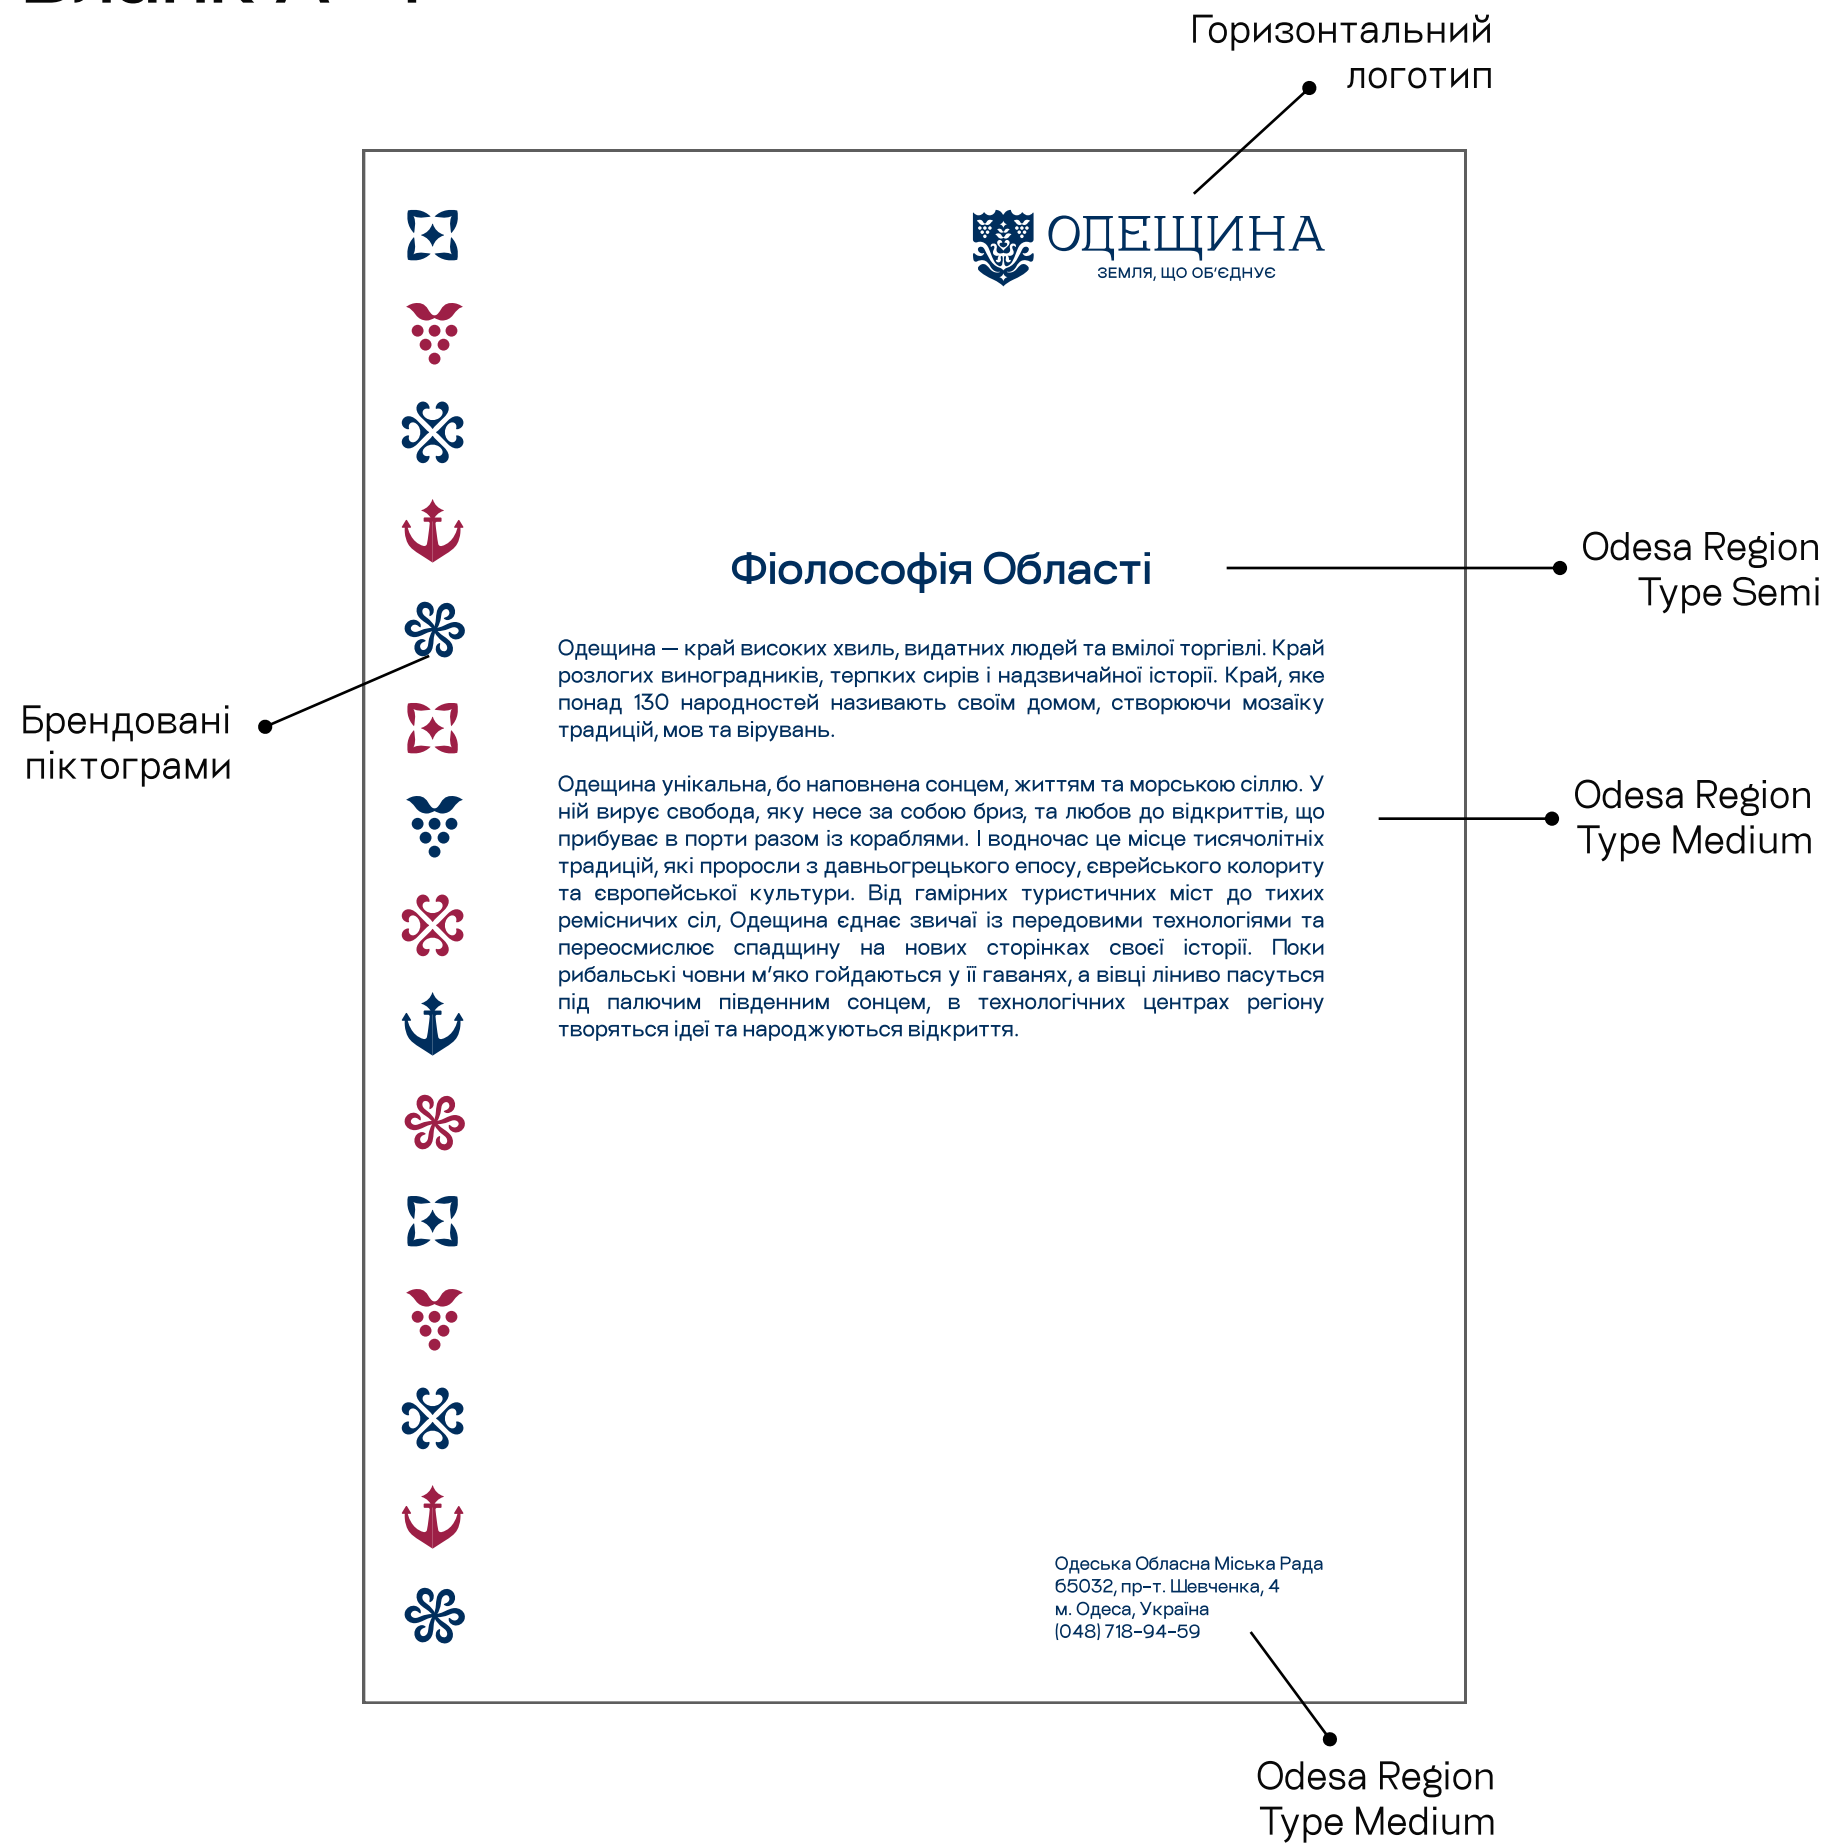 Горизонтальний
логотип
ОДЕЩИНА
ЗЕМЛЯ, ЩО ОБ’ЄДНУЄ
Фіолософія Області
Odesa Region
Type Semi
Одещина — край високих хвиль, видатних людей та вмілої торгівлі. Край
розлогих виноградників, терпких сирів і надзвичайної історії. Край, яке
понад 130 народностей називають своїм домом, створюючи мозаїку
традицій, мов та вірувань.
Брендовані
піктограми
Одещина унікальна, бо наповнена сонцем, життям та морською сіллю. У
ній вирує свобода, яку несе за собою бриз, та любов до відкриттів, що
прибуває в порти разом із кораблями. І водночас це місце тисячолітніх
традицій, які проросли з давньогрецького епосу, єврейського колориту
та європейської культури. Від гамірних туристичних міст до тихих
ремісничих сіл, Одещина єднає звичаї із передовими технологіями та
переосмислює спадщину на нових сторінках своєї історії. Поки
рибальські човни м’яко гойдаються у її гаванях, а вівці ліниво пасуться
під палючим південним сонцем, в технологічних центрах регіону
творяться ідеї та народжуються відкриття.
Odesa Region
Type Medium
Одеська Обласна Міська Рада
65032, пр-т. Шевченка, 4
м. Одеса, Україна
(048) 718-94-59
Odesa Region
Type Medium